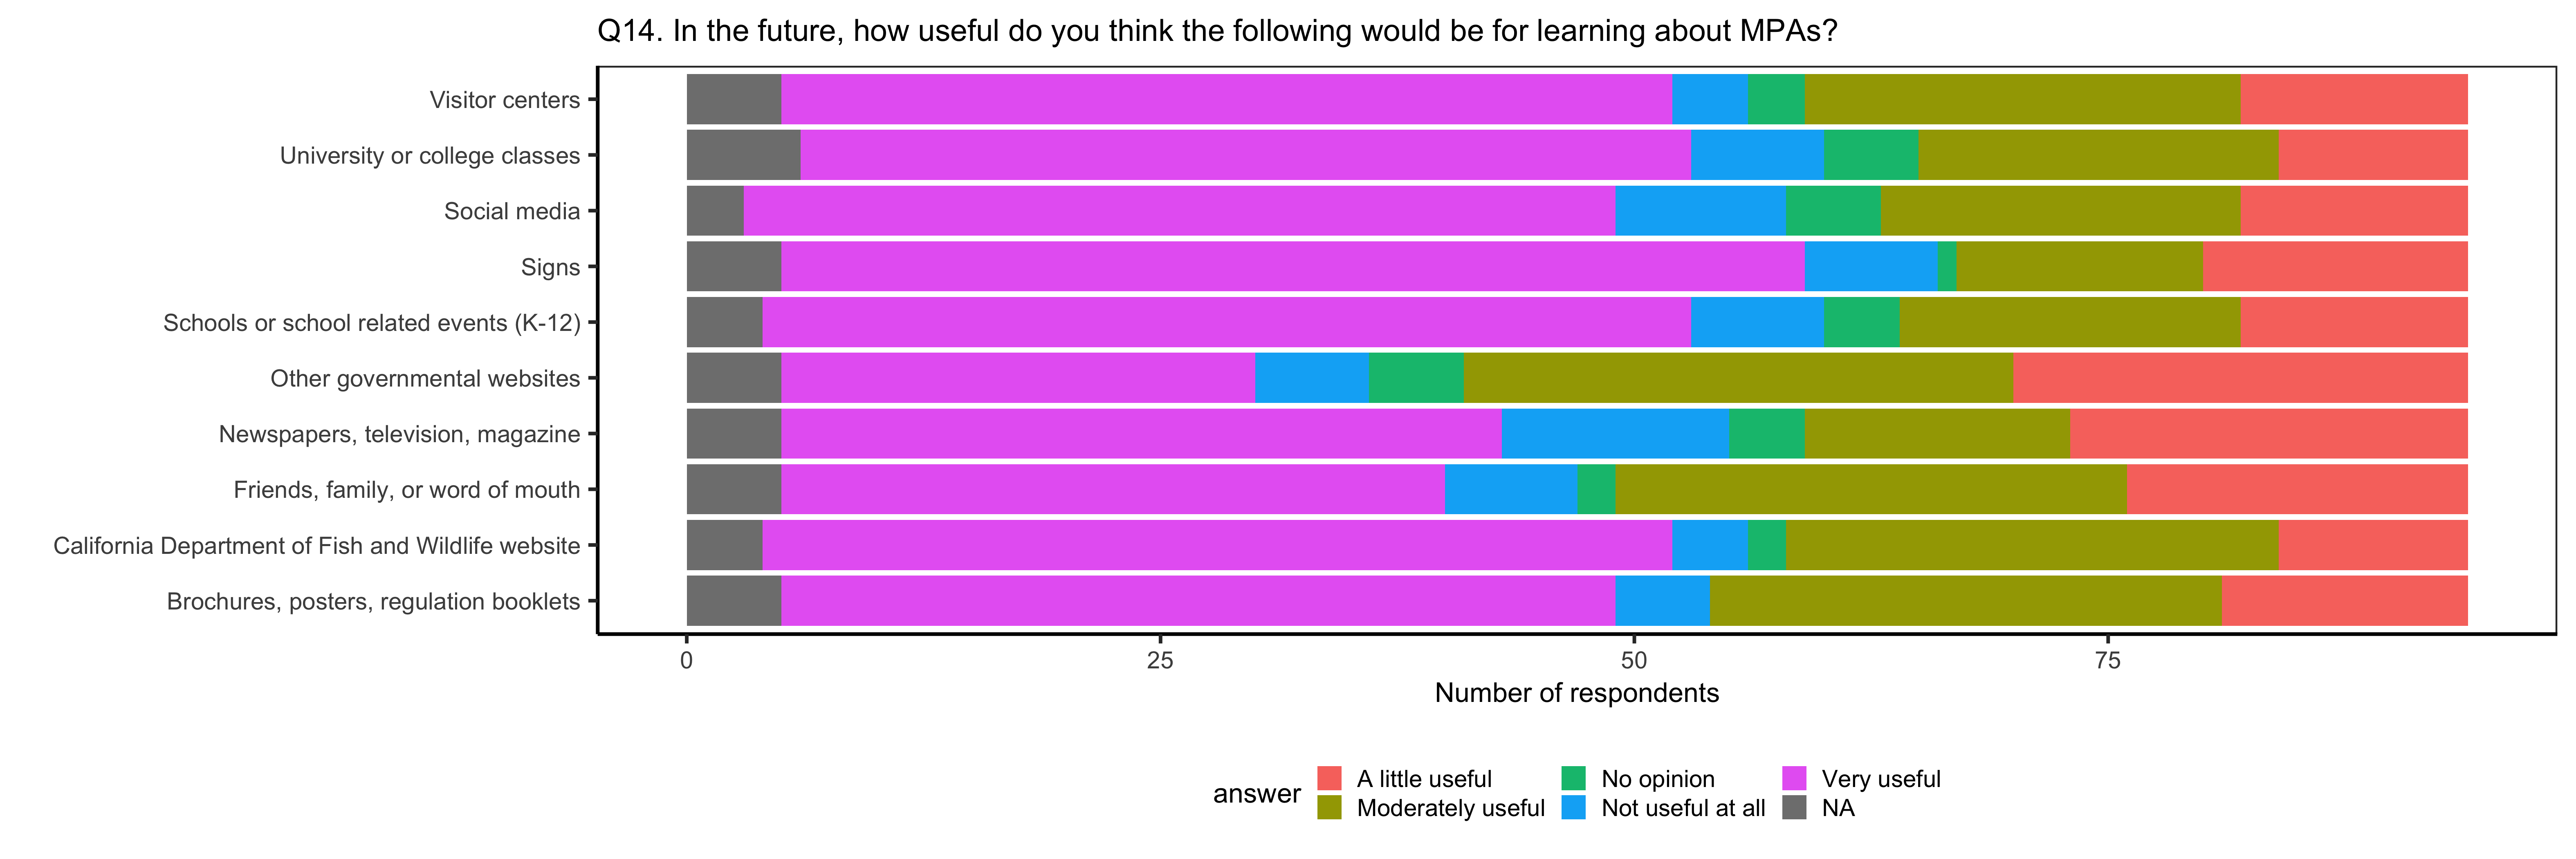 Q14. In the future, how useful do you think the following would be for learning about MPAs?
Visitor centers
University or college classes
Social media
Signs
Schools or school related events (K-12)
Other governmental websites
Newspapers, television, magazine
Friends, family, or word of mouth
California Department of Fish and Wildlife website
Brochures, posters, regulation booklets
0 25 50 75
Number of respondents
answer
A little useful No opinion Very useful
Moderately useful Not useful at all NA